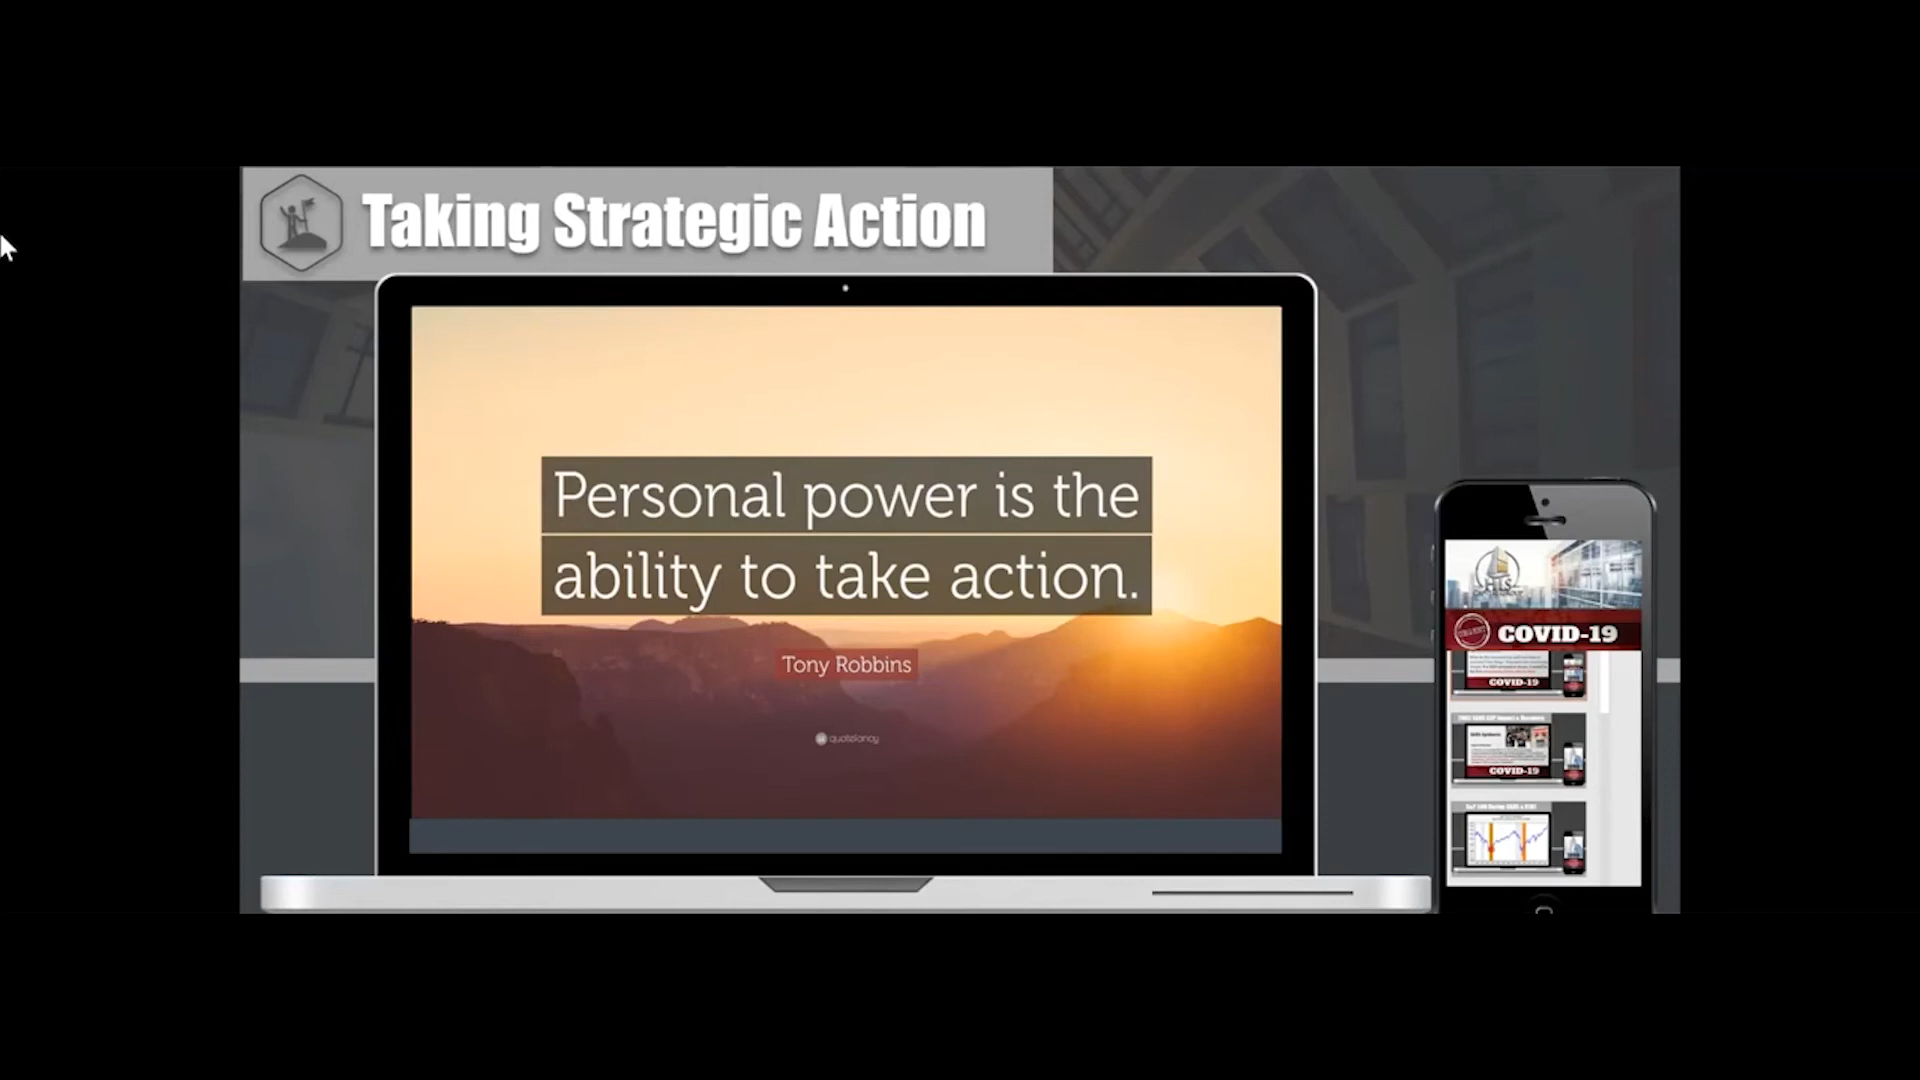 Taking Strategic Action
Personal power is the
ability to take action.
Tony Robbins
quotefancy
COVID-19
COVID-19
COVID-19